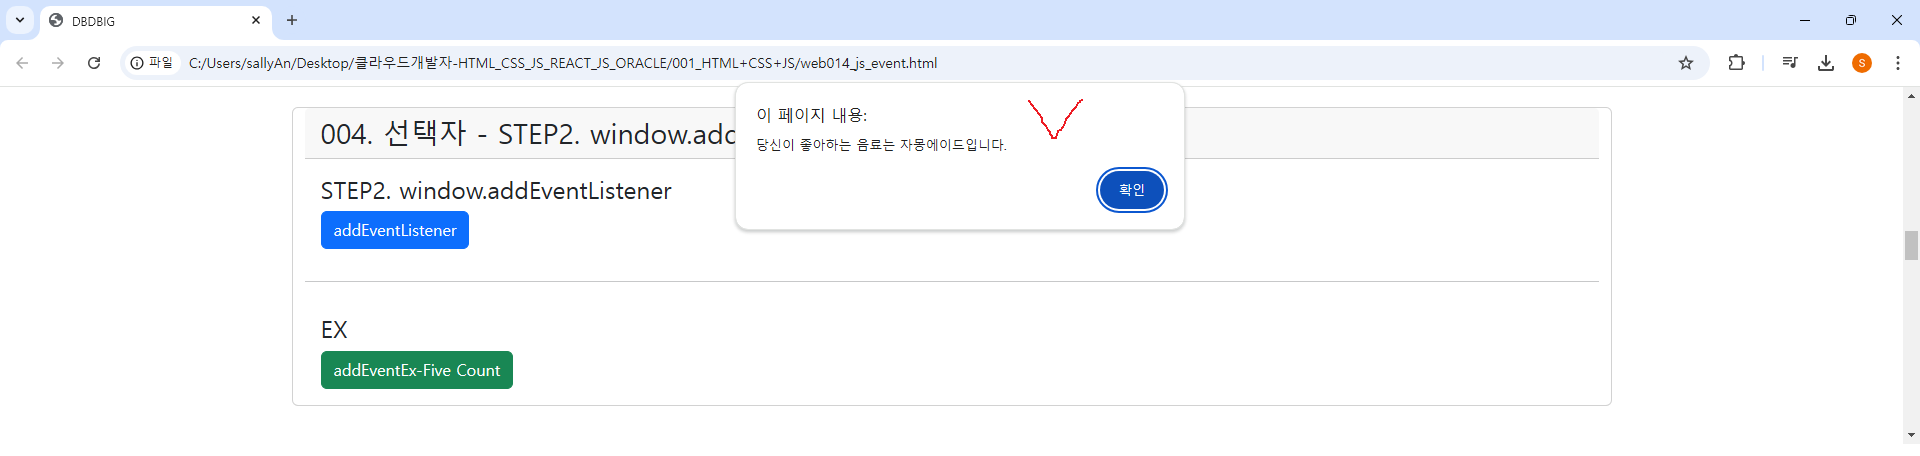 DBDBIG
파일
C:/Users/sallyAn/Desktop/클라우드개발자-HTML_CSS_JS_REACT_JS_ORACLE/001_HTML+CSS+JS/web014_js_event.html
S
이 페이지 내용:
당신이 좋아하는 음료는 자몽에이드입니다.
확인
004. 선택자 - STEP2. window.add
STEP2. window.addEventListener
addEventListener
EX
addEventEx-Five Count